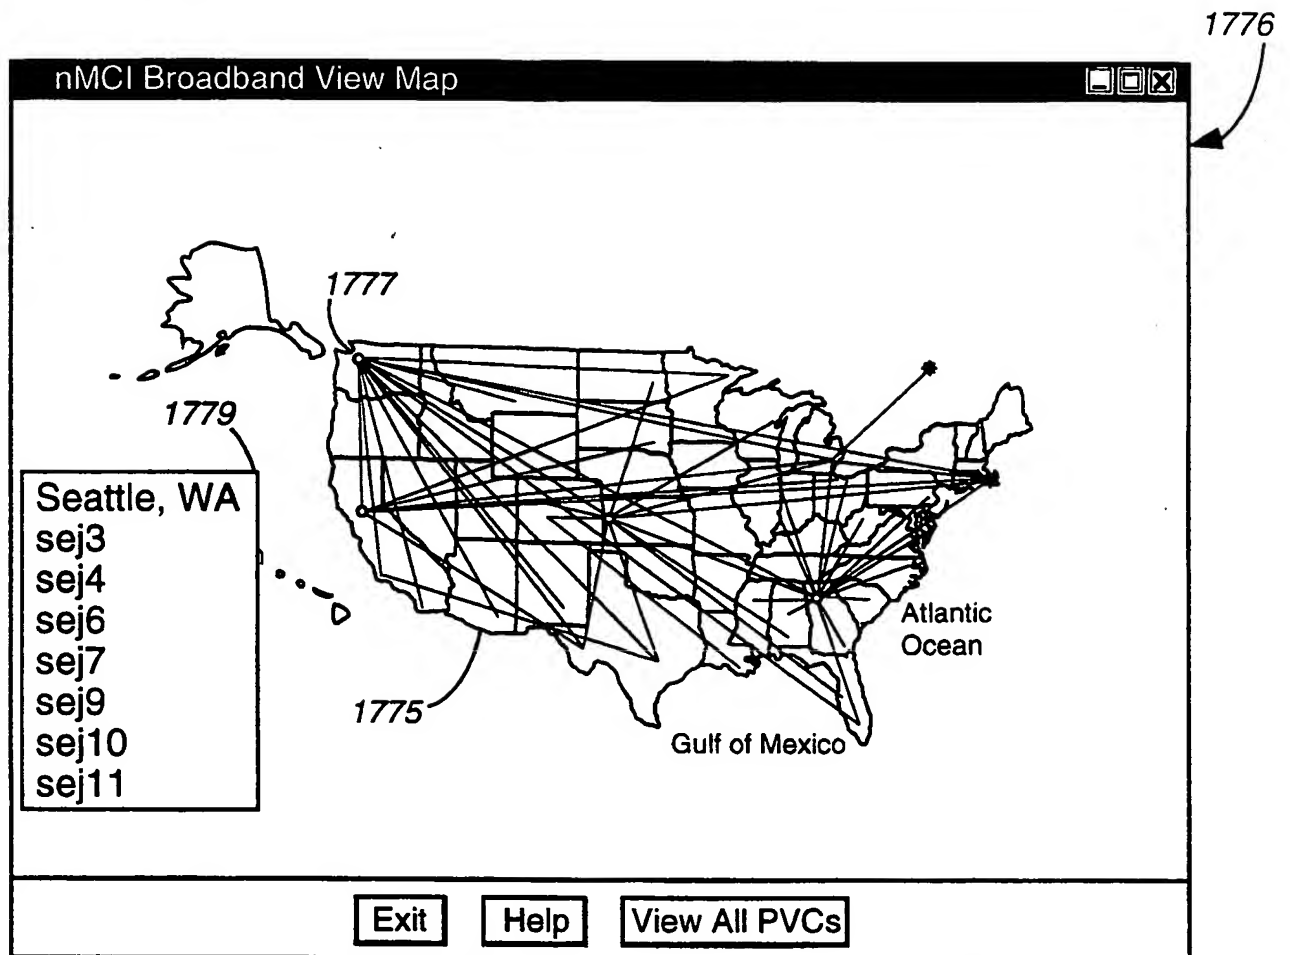 1776
nMCI Broadband View Map
1777
1779
Seattle, WA
sej3
sej4
sej6
sej7
sej9
sej10
sej11
1775
Atlantic
Ocean
Gulf of Mexico
Exit
Help
View All PVCs